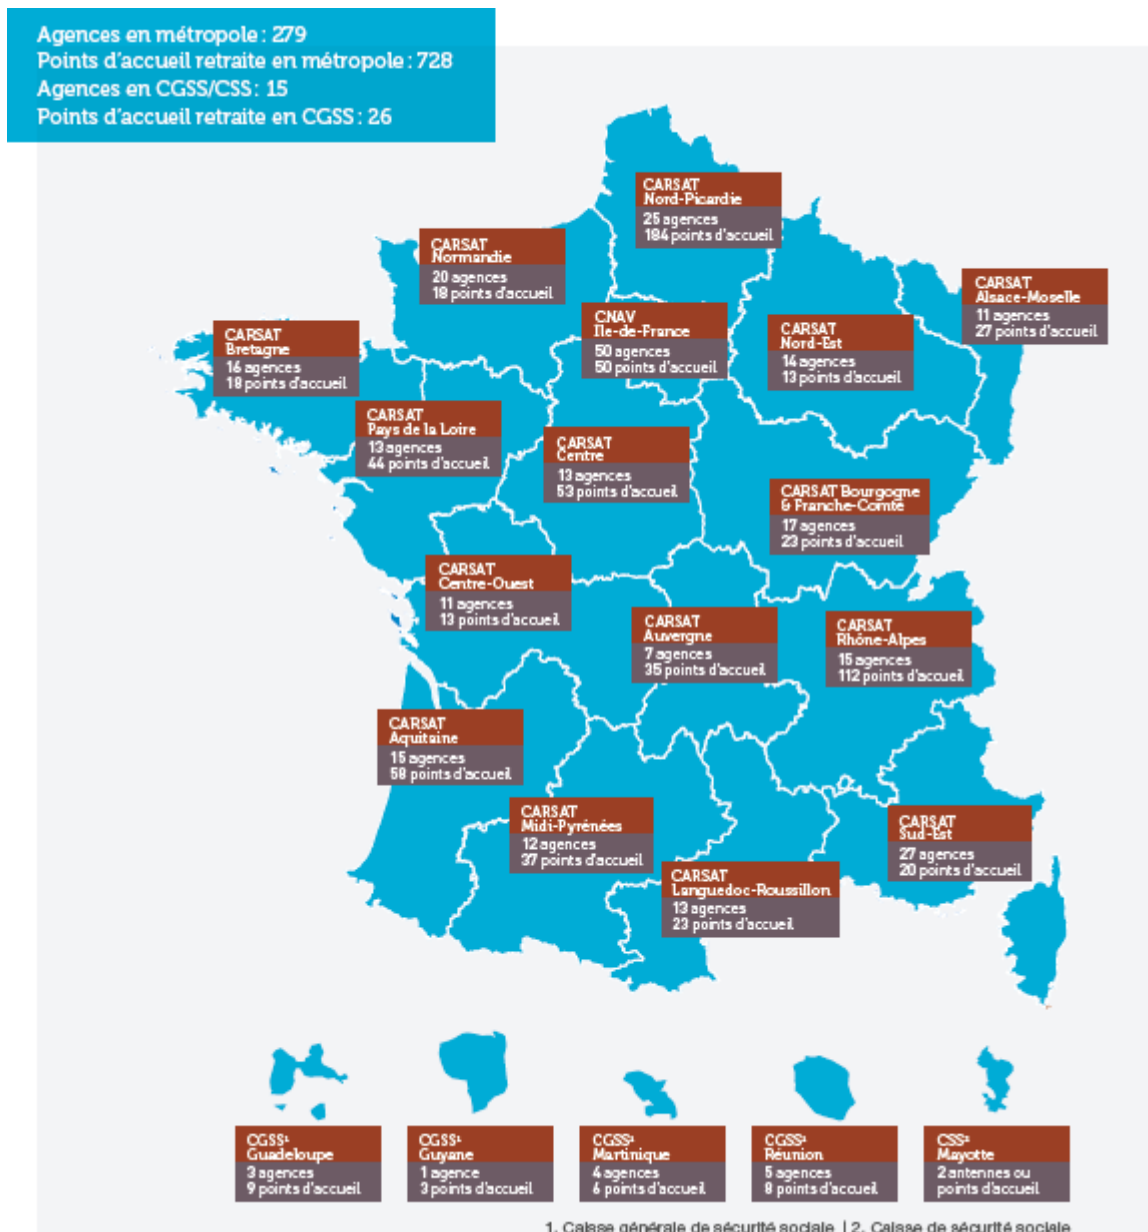 Agences en métropole : 279
Points d'accueil retraite en métropole : 728
Agences en CGSS/CSS : 15
Points d'accueil retraite en CGSS : 26
CARSAT
Nord-Picardie
25 agences
184 points d'accueil
CARSAT
Normandie
20 agences
18 points d'accueil
CARSAT
Alsace-Moselle
11 agences
27 points d'accueil
CNAV
Ile-de-France
50 agences
50 points d'accueil
CARSAT
Nord-Est
14 agences
13 points d'accueil
CARSAT
Bretagne
16 agences
18 points d'accueil
CARSAT
Pays de la Loire
13 agences
44 points d'accueil
CARSAT
Centre
13 agences
53 points d'accueil
CARSAT Bourgogne
& Franche-Comté
17 agences
23 points d'accueil
CARSAT
Centre-Ouest
11 agences
13 points d'accueil
CARSAT
Auvergne
7 agences
35 points d'accueil
CARSAT
Rhône-Alpes
15 agences
112 points d'accueil
CARSAT
Aquitaine
15 agences
58 points d'accueil
CARSAT
Midi-Pyrénées
12 agences
37 points d'accueil
CARSAT
Sud-Est
27 agences
20 points d'accueil
CARSAT
Languedoc-Roussillon
13 agences
23 points d'accueil
CGSS¹
Guadeloupe
3 agences
9 points d'accueil
CGSS¹
Guyane
1 agence
3 points d'accueil
CGSS¹
Martinique
4 agences
6 points d'accueil
CGSS¹
Réunion
5 agences
8 points d'accueil
CSS²
Mayotte
2 antennes ou
points d'accueil
1. Caisse générale de sécurité sociale | 2. Caisse de sécurité sociale